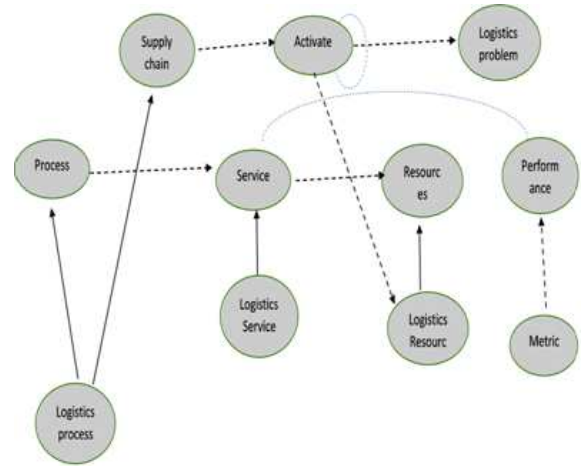 Supply
chain
Activate
Logistics
problem
Process
Service
Resourc
es
Perform
ance
Logistics
Service
Logistics
Resourc
Metric
Logistics
process